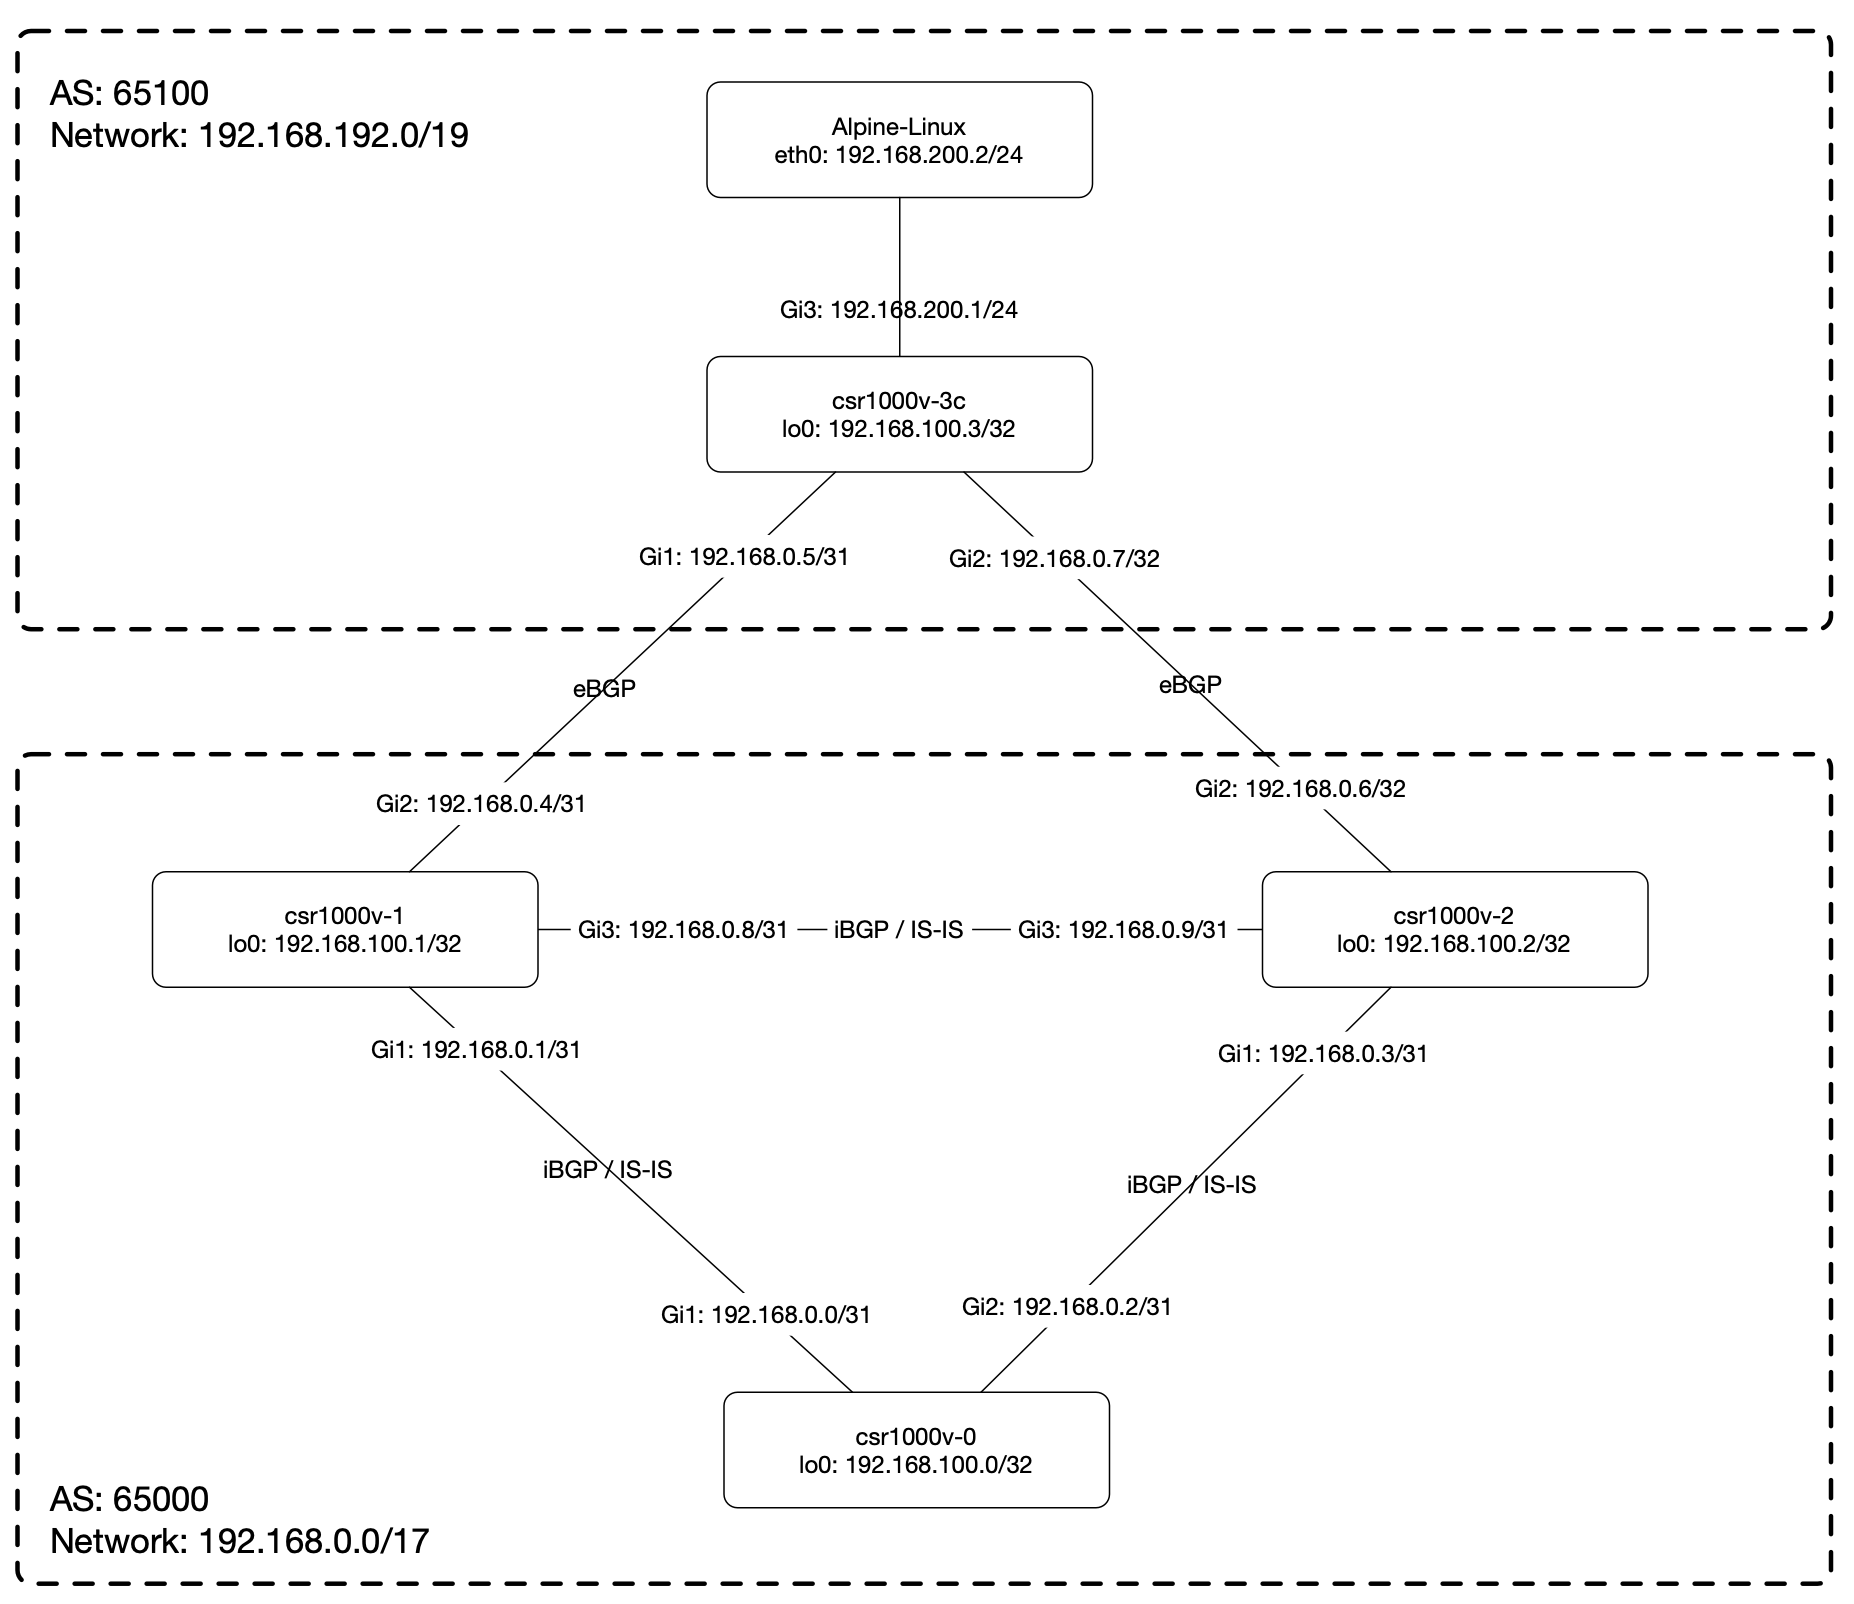 AS: 65100
Network: 192.168.192.0/19
Alpine-Linux
eth0: 192.168.200.2/24
Gi3: 192.168.200.1/24
csr1000v-3c
lo0: 192.168.100.3/32
Gi1: 192.168.0.5/31
Gi2: 192.168.0.7/32
eBGP
eBGP
Gi2: 192.168.0.4/31
Gi2: 192.168.0.6/32
csr1000v-1
lo0: 192.168.100.1/32
Gi3: 192.168.0.8/31
iBGP / IS-IS
Gi3: 192.168.0.9/31
csr1000v-2
lo0: 192.168.100.2/32
Gi1: 192.168.0.1/31
Gi1: 192.168.0.3/31
iBGP / IS-IS
iBGP / IS-IS
Gi1: 192.168.0.0/31
Gi2: 192.168.0.2/31
csr1000v-0
lo0: 192.168.100.0/32
AS: 65000
Network: 192.168.0.0/17